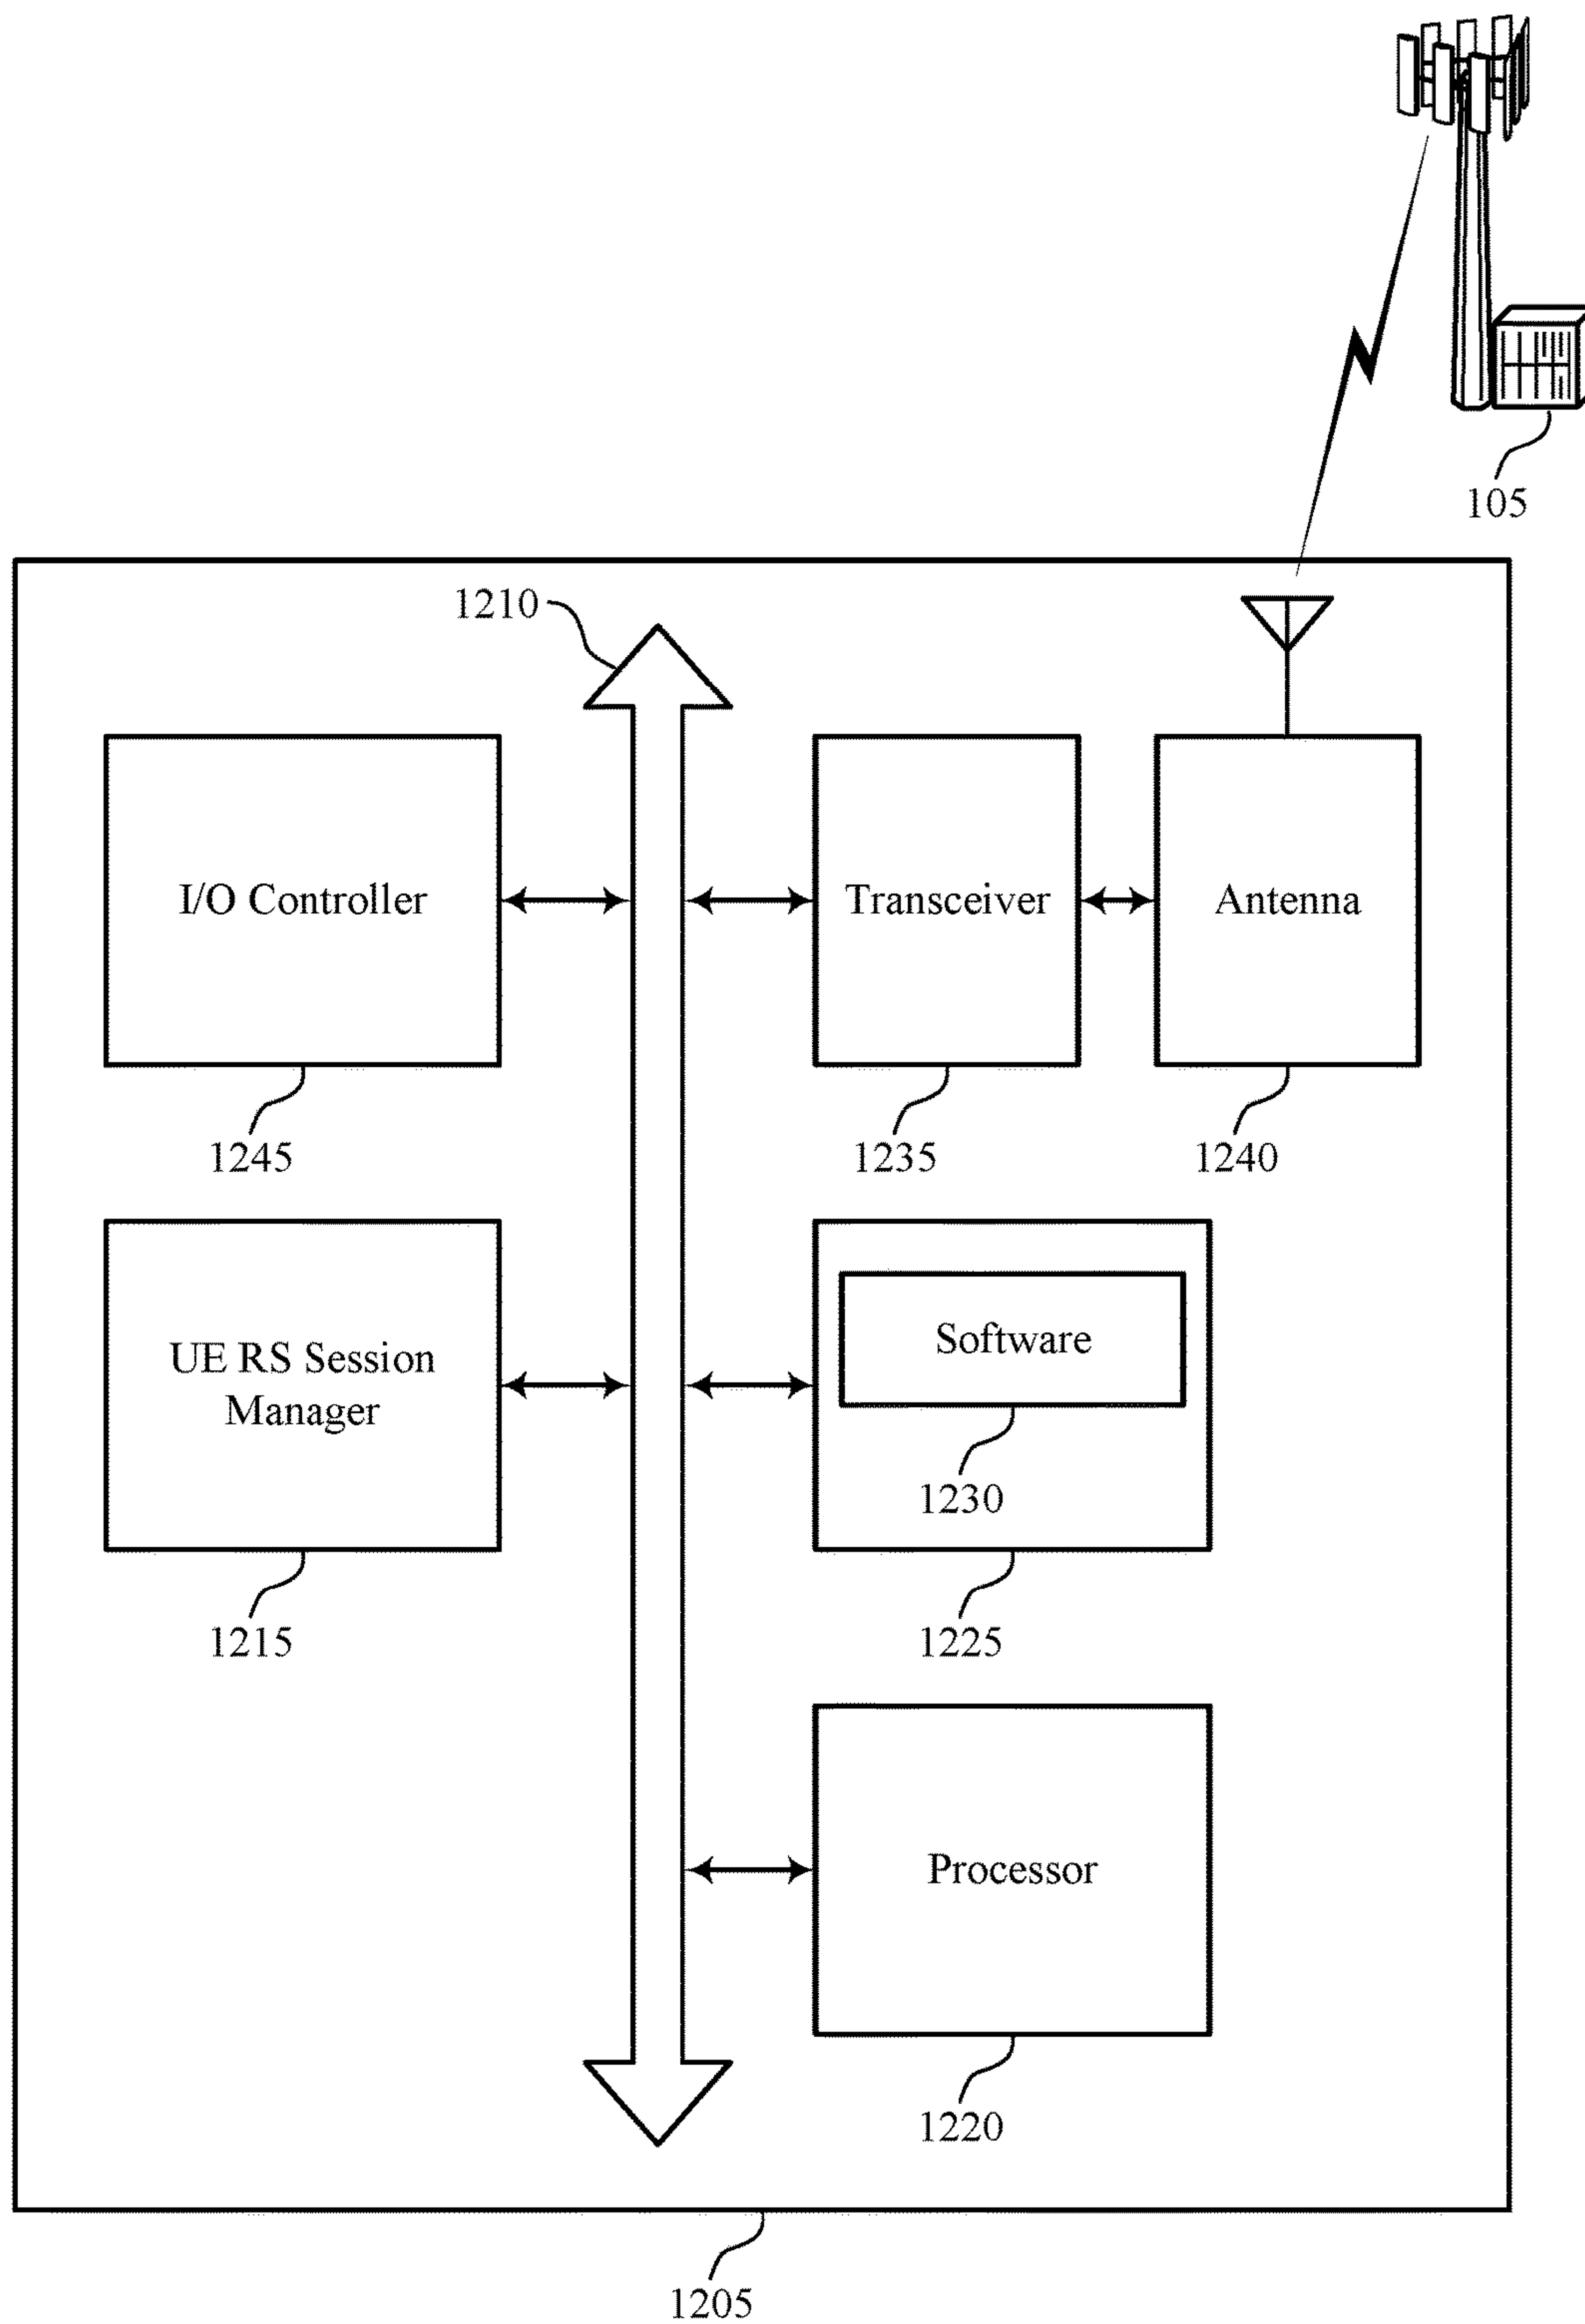 105
1210
I/O Controller
Transceiver
Antenna
1245
1235
1240
UE RS Session
Manager
Software
1230
1215
1225
Processor
1220
1205